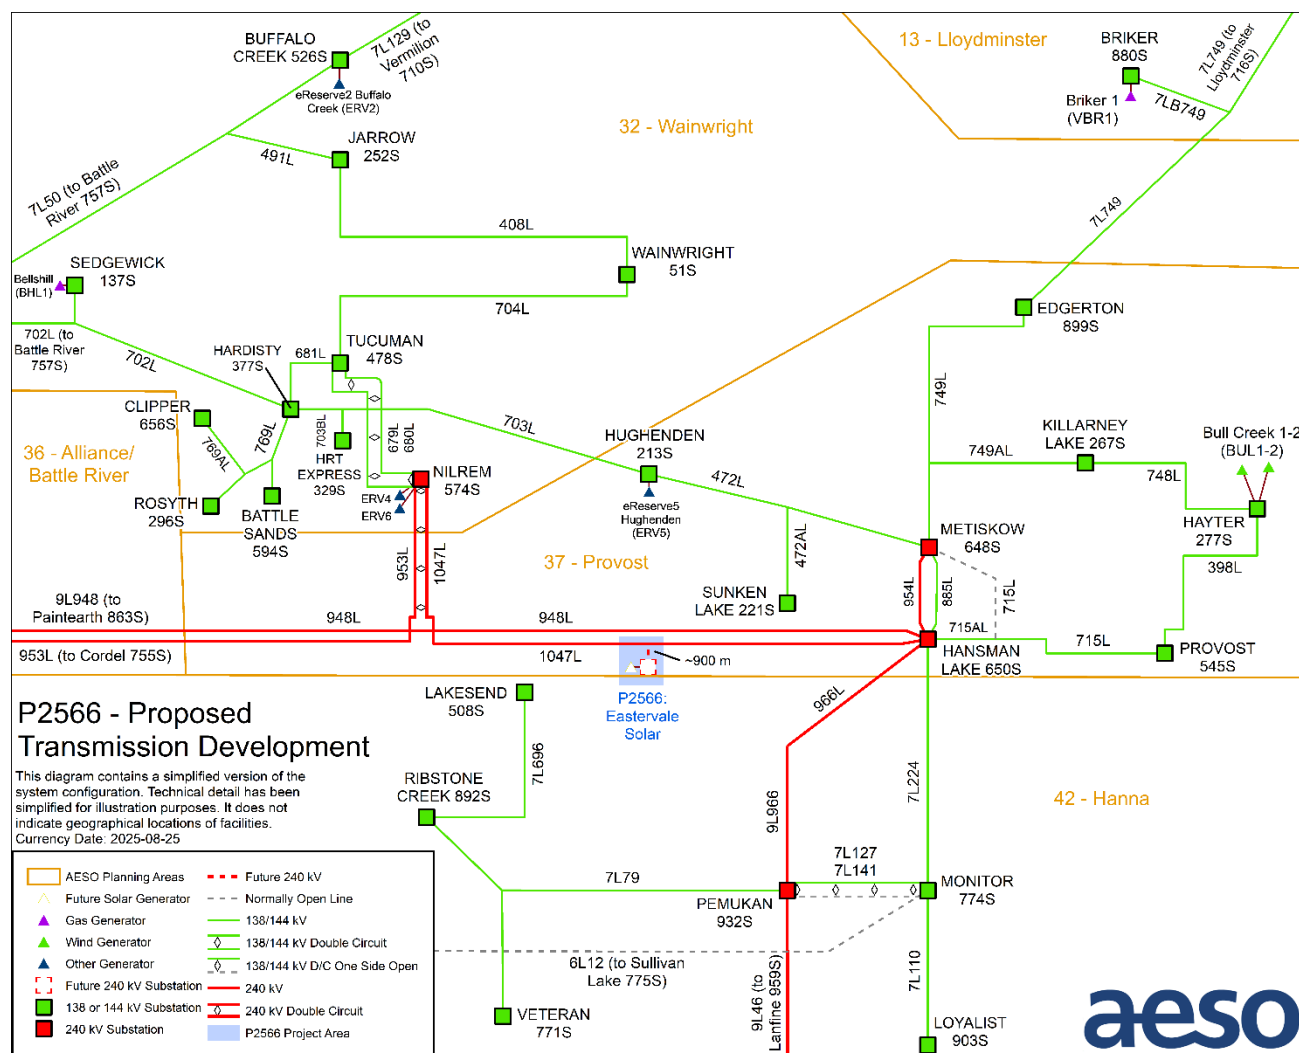 BUFFALO
CREEK 526S
7L129 (to
Vermilion
710S)
eReserve2 Buffalo
Creek (ERV2)
13 - Lloydminster
BRIKER
880S
Briker 1
(VBR1)
7LB749
7L749 (to
Lloydminster
716S)
32 - Wainwright
JARROW
252S
491L
7L50 (to Battle
River 757S)
408L
7L749
WAINWRIGHT
51S
SEDGEWICK
137S
Bellshill
(BHL1)
704L
EDGERTON
899S
702L (to
Battle River
757S)
702L
HARDISTY
377S
681L
TUCUMAN
478S
749L
CLIPPER
656S
769AL
769L
703BL
679L
680L
703L
HUGHENDEN
213S
KILLARNEY
LAKE 267S
Bull Creek 1-2
(BUL1-2)
36 - Alliance/
Battle River
HRT
EXPRESS
329S
NILREM
574S
ERV4
ERV6
472L
749AL
748L
ROSYTH
296S
BATTLE
SANDS
594S
eReserve5
Hughenden
(ERV5)
HAYTER
277S
METISKOW
648S
37 - Provost
953L
1047L
472AL
398L
SUNKEN
LAKE 221S
954L
885L
715L
9L948 (to
Paintearth 863S)
948L
948L
715AL
715L
953L (to Cordel 755S)
1047L
~900 m
HANSMAN
LAKE 650S
PROVOST
545S
P2566 - Proposed
Transmission Development
LAKESEND
508S
P2566:
Eastervale
Solar
966L
This diagram contains a simplified version of the
system configuration. Technical detail has been
simplified for illustration purposes. It does not
indicate geographical locations of facilities.
Currency Date: 2025-08-25
7L696
RIBSTONE
CREEK 892S
9L966
7L224
42 - Hanna
7L79
7L127
7L141
PEMUKAN
932S
MONITOR
774S
6L12 (to Sullivan
Lake 775S)
9L46 (to
Lanfine 959S)
7L110
VETERAN
771S
LOYALIST
903S
AESO Planning Areas
Future Solar Generator
Gas Generator
Wind Generator
Other Generator
Future 240 kV Substation
138 or 144 kV Substation
240 kV Substation
Future 240 kV
Normally Open Line
138/144 kV
138/144 kV Double Circuit
138/144 kV D/C One Side Open
240 kV
240 kV Double Circuit
P2566 Project Area
aeso